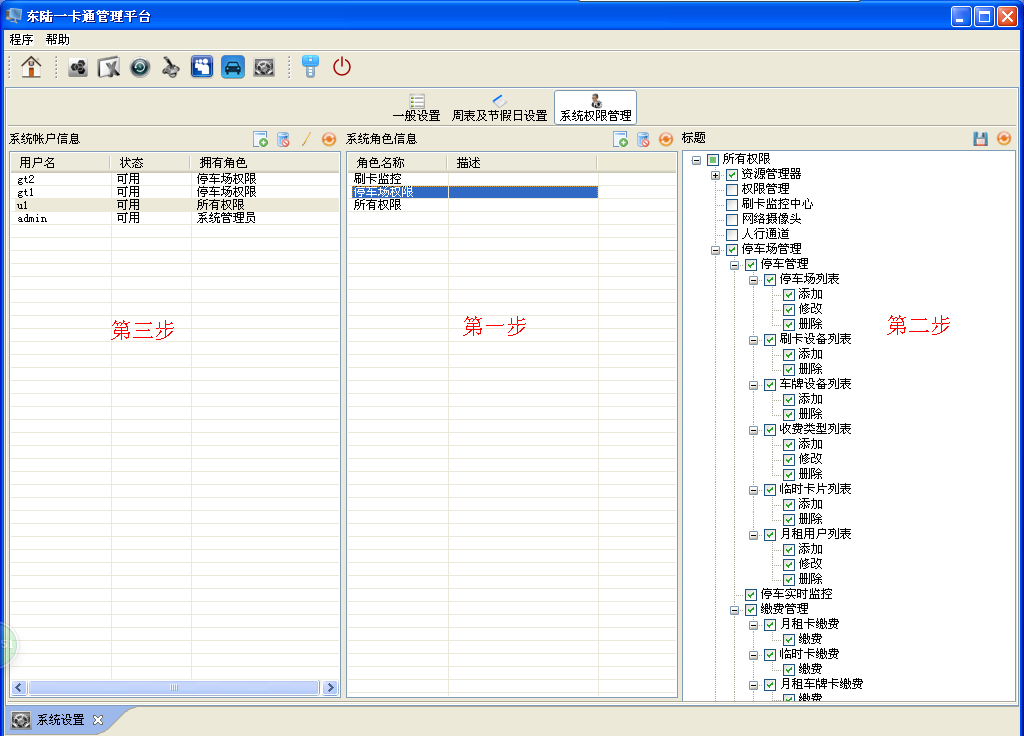 东陆一卡通管理平台
程序 帮助
一般设置 周表及节假日设置 系统权限管理
系统帐户信息
用户名 状态 拥有角色
gt2 可用 停车场权限
gt1 可用 停车场权限
u1 可用 所有权限
admin 可用 系统管理员
第三步
系统角色信息
角色名称 描述
刷卡监控
停车场权限
所有权限
第一步
标题
所有权限
资源管理器
权限管理
刷卡监控中心
网络摄像头
人行通道
停车场管理
停车管理
停车场列表
添加
修改
删除
刷卡设备列表
添加
删除
车牌设备列表
添加
删除
收费类型列表
添加
修改
删除
临时卡片列表
添加
删除
月租用户列表
添加
修改
删除
停车实时监控
缴费管理
月租卡缴费
缴费
临时卡缴费
缴费
月租车牌卡缴费
缴费
第二步
系统设置